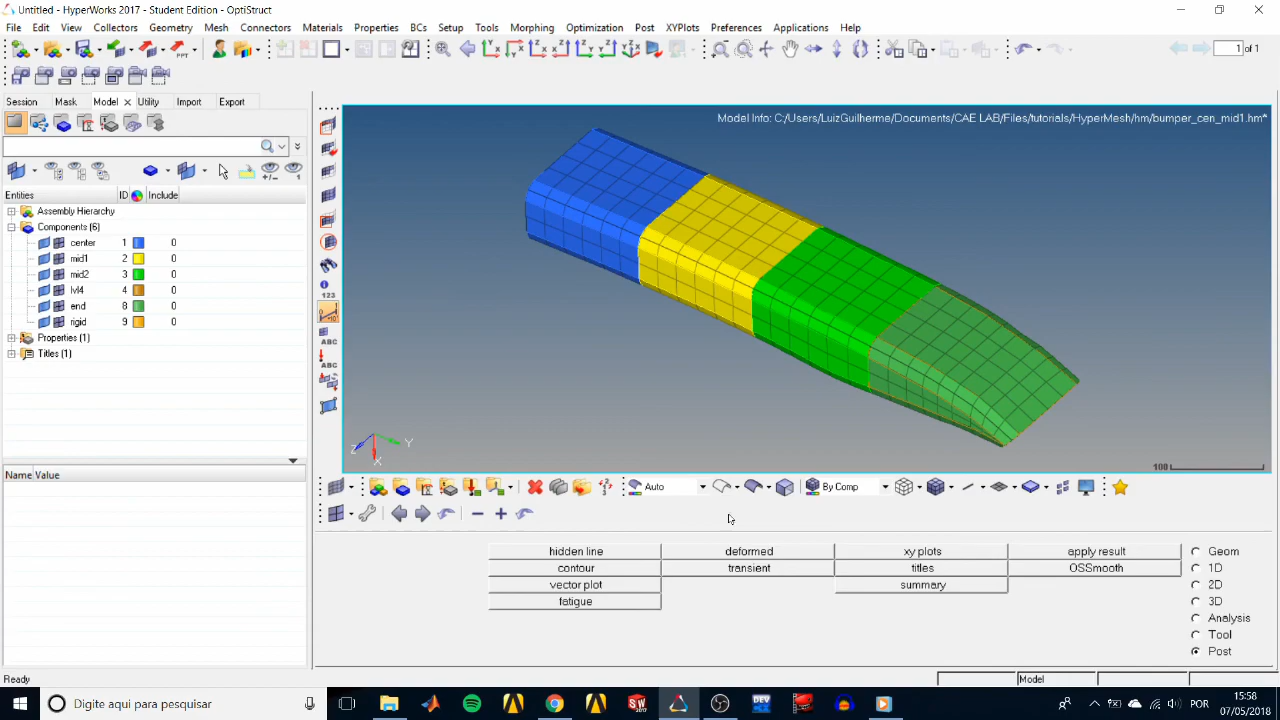 Untitled - HyperWorks 2017 - Student Edition - OptiStruct
File Edit View Collectors Geometry Mesh Connectors Materials Properties BCs Setup Tools Morphing Optimization Post XYPlots Preferences Applications Help
1 of 1
Session Mask Model Utility Import Export
Model Info: C:/Users/LuizGuilherme/Documents/CAE LAB/Files/tutorials/HyperMesh/hm/bumper_cen_mid1.hm*
Entities ID Include
Assembly Hierarchy
Components (6)
center 1 0
mid1 2 0
mid2 3 0
lvl4 4 0
end 8 0
rigid 9 0
Properties (1)
Titles (1)
123
ABC
ABC
Z Y X
100
Name Value
Auto By Comp
hidden line deformed xy plots apply result Geom
contour transient titles OSSmooth 1D
vector plot summary 2D
fatigue 3D
Analysis
Tool
Post
Ready Model
Digite aqui para pesquisar
POR
15:58
07/05/2018